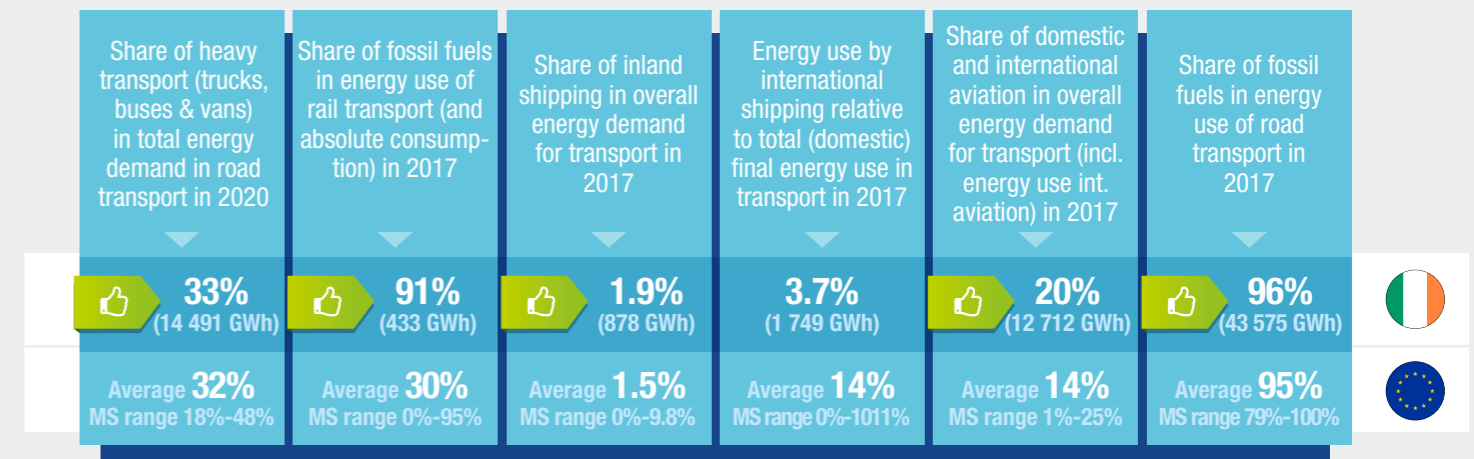 Share of heavy
transport (trucks,
buses & vans)
in total energy
demand in road
transport in 2020
Share of fossil fuels
in energy use of
rail transport (and
absolute consump-
tion) in 2017
Share of inland
shipping in overall
energy demand
for transport in
2017
Energy use by
international
shipping relative
to total (domestic)
final energy use in
transport in 2017
Share of domestic
and international
aviation in overall
energy demand
for transport (incl.
energy use int.
aviation) in 2017
Share of fossil
fuels in energy
use of road
transport in
2017
33%
(14 491 GWh)
91%
(433 GWh)
1.9%
(878 GWh)
3.7%
(1 749 GWh)
20%
(12 712 GWh)
96%
(43 575 GWh)
Average 32%
MS range 18%-48%
Average 30%
MS range 0%-95%
Average 1.5%
MS range 0%-9.8%
Average 14%
MS range 0%-1011%
Average 14%
MS range 1%-25%
Average 95%
MS range 79%-100%